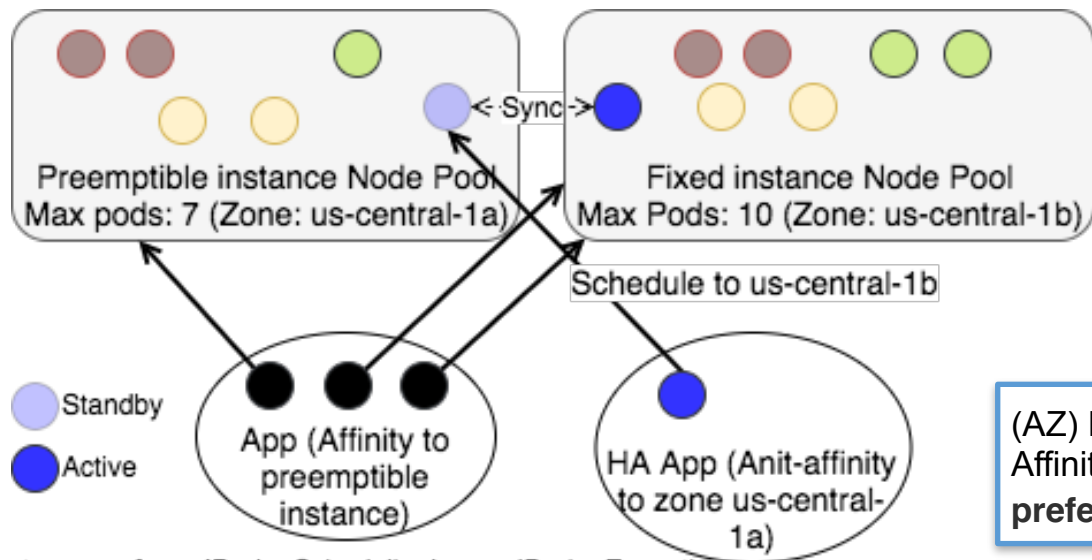 Sync
Preemptible instance Node Pool
Max pods: 7 (Zone: us-central-1a)
Fixed instance Node Pool
Max Pods: 10 (Zone: us-central-1b)
Schedule to us-central-1b
Standby
Active
App (Affinity to
preemptible
instance)
HA App (Anit-affinity
to zone us-central-
1a)
(AZ)
Affinit
prefe